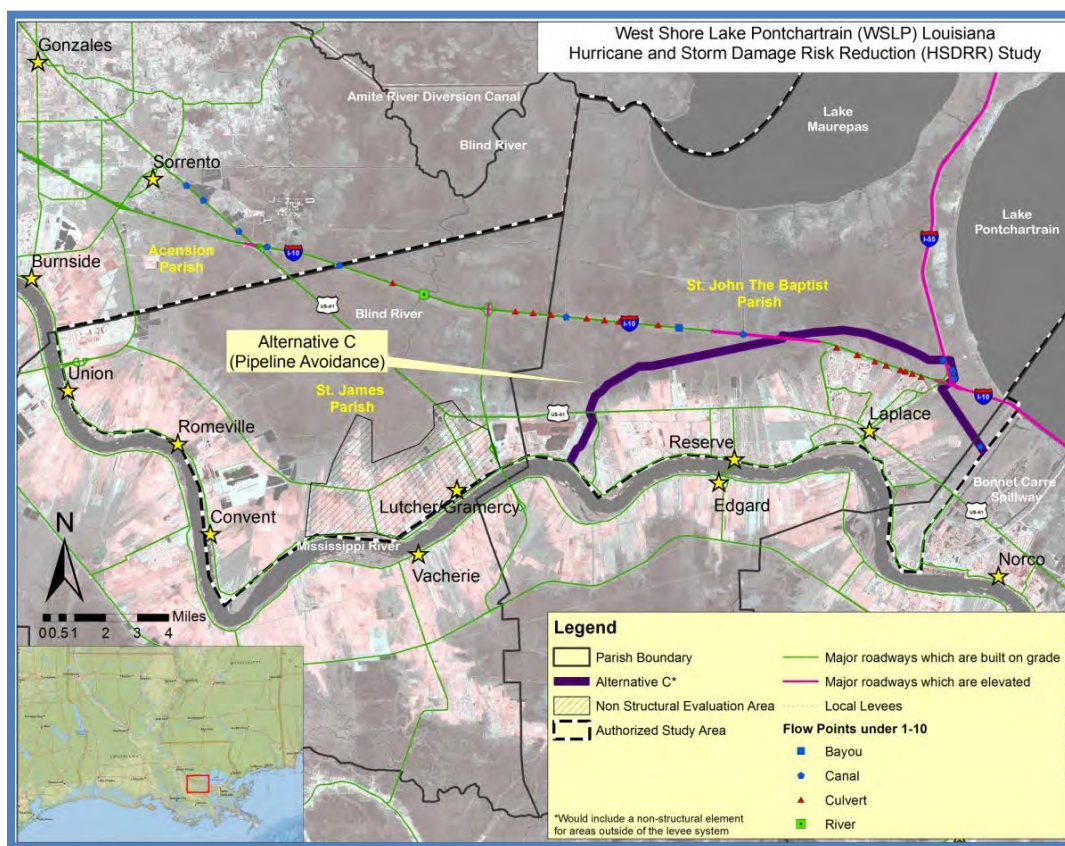 West Shore Lake Pontchartrain (WSLP) Louisiana
Hurricane and Storm Damage Risk Reduction (HSDRR) Study
Gonzales
Amite River Diversion Canal
Lake
Maurepas
Blind River
Sorrento
Lake
Pontchartrain
I-55
Acension
Parish
I-10
Burnside
St. John The Baptist
Parish
US-61
Blind River
I-10
Alternative C
(Pipeline Avoidance)
Union
St. James
Parish
I-10
US-61
Laplace
Romeville
Reserve
Bonnet Carre
Spillway
Lutcher/Gramercy
Edgard
US-61
Convent
Mississippi River
Vacherie
Norco
N
Miles
0 0.5 1 2 3 4
Legend
Parish Boundary
Alternative C*
Non Structural Evaluation Area
Authorized Study Area
*Would include a non-structural element
for areas outside of the levee system
Major roadways which are built on grade
Major roadways which are elevated
Local Levees
Flow Points under 1-10
Bayou
Canal
Culvert
River
LOUISIANA